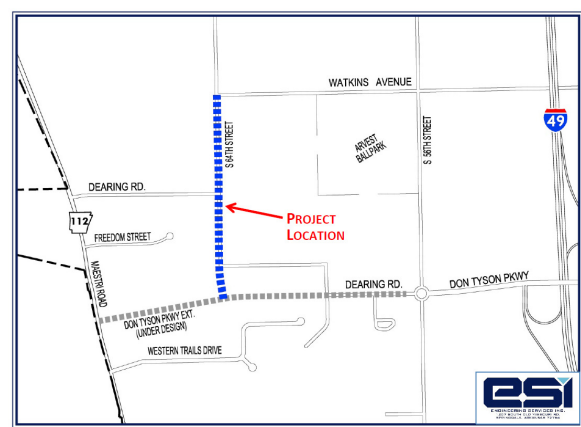 WATKINS AVENUE
49
S 64TH STREET
ARVEST
BALLPARK
S 56TH STREET
DEARING RD.
112
PROJECT
LOCATION
FREEDOM STREET
MAESTRI ROAD
DEARING RD.
DON TYSON PKWY
DON TYSON PKWY EXT.
(UNDER DESIGN)
WESTERN TRAILS DRIVE
esi
ENGINEERING SERVICES INC.